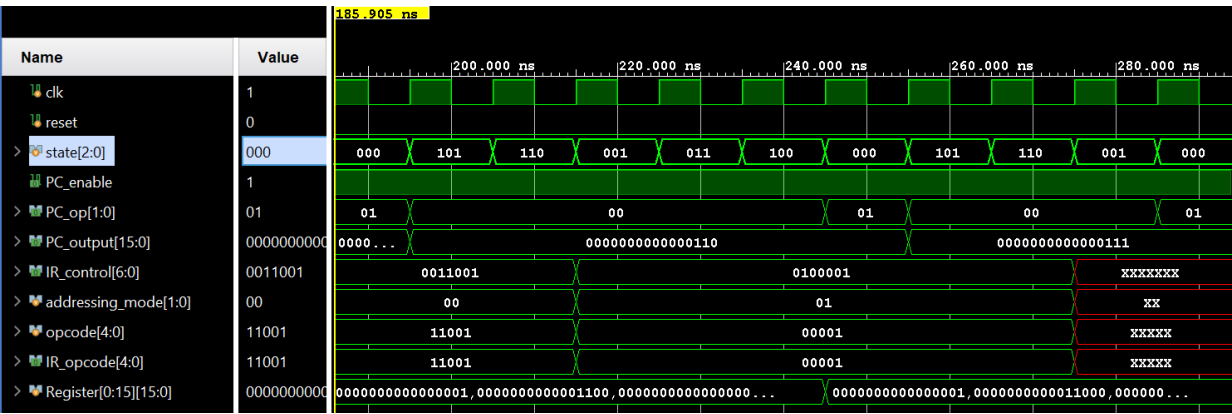 185.905 ns
Name Value
200.000 ns 220.000 ns 240.000 ns 260.000 ns 280.000 ns
clk 1
reset 0
state[2:0] 000 000 101 110 001 011 100 000 101 110 001 000
PC_enable 1
PC_op[1:0] 01 01 00 01 00 01
PC_output[15:0] 0000000000 0000... 0000000000000110 0000000000000111
IR_control[6:0] 0011001 0011001 0100001 XXXXXXX
addressing_mode[1:0] 00 00 01 XX
opcode[4:0] 11001 11001 00001 XXXXX
IR_opcode[4:0] 11001 11001 00001 XXXXX
Register[0:15][15:0] 0000000000 0000000000000001,0000000000001100,0000000000000000... 0000000000000001,0000000000011000,000000...